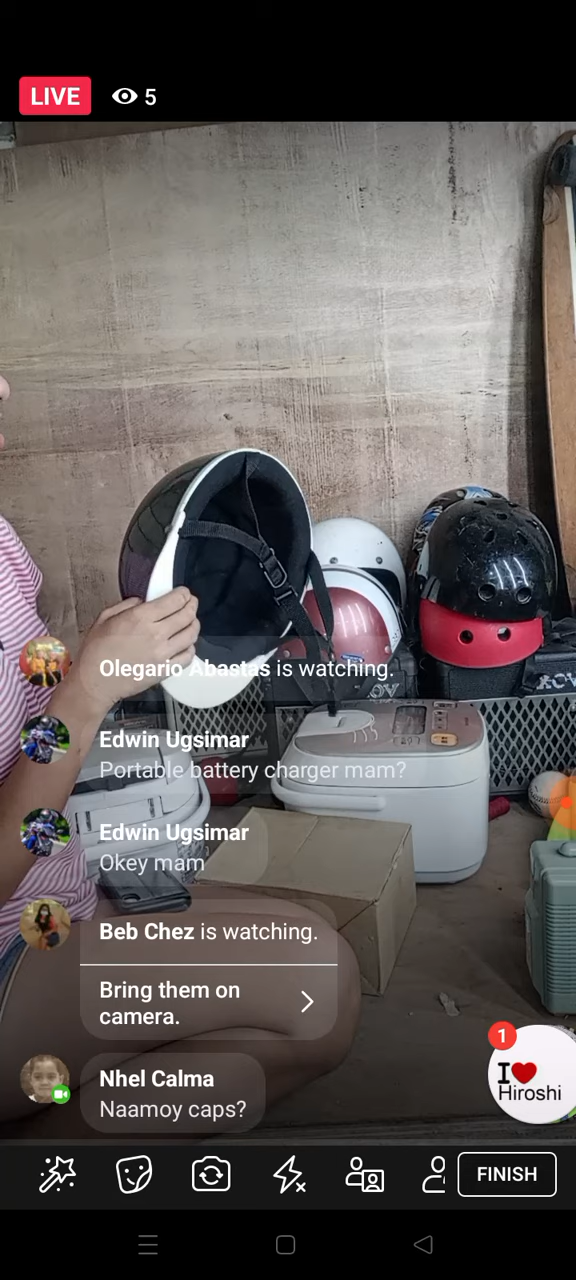 LIVE 5
Olegario Abastas is watching.
Edwin Ugsimar
Portable battery charger mam?
Edwin Ugsimar
Okey mam
Beb Chez is watching.
Bring them on
camera.
Nhel Calma
Naamoy caps?
1
I
Hiroshi
FINISH